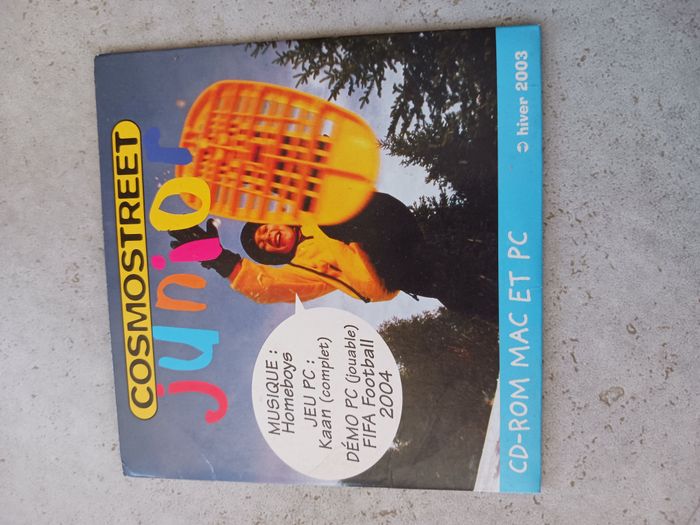 COSMOSTREET
junior
MUSIQUE :
Homeboys
JEU PC :
Kaan (complet)
DÉMO PC (jouable)
FIFA Football
2004
CD-ROM MAC ET PC
hiver 2003